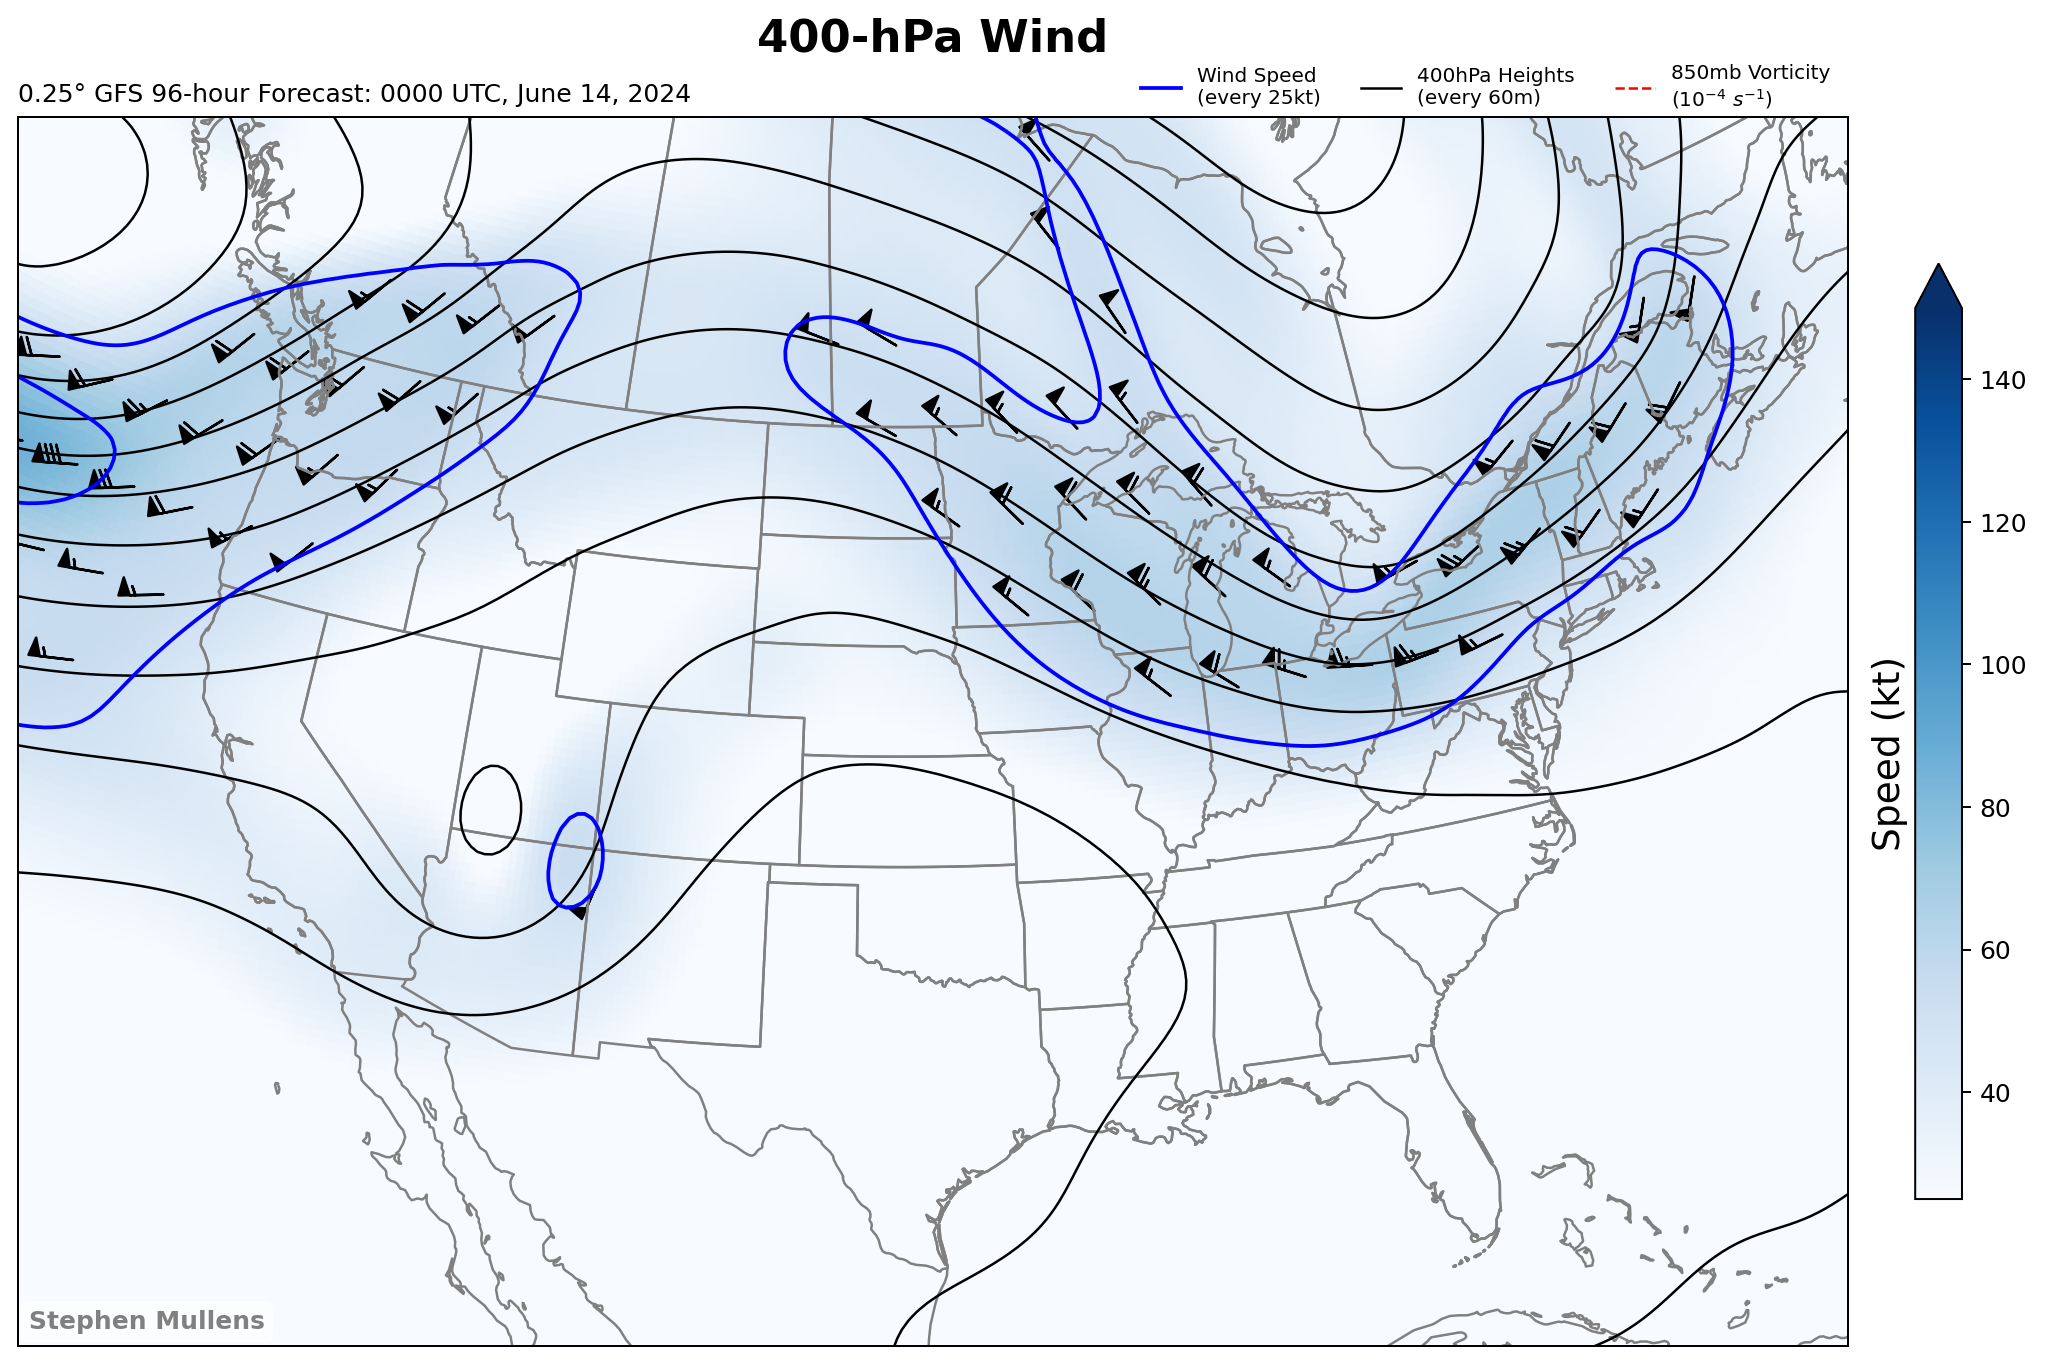 400-hPa Wind
0.25° GFS 96-hour Forecast: 0000 UTC, June 14, 2024
Wind Speed
(every 25kt)
400hPa Heights
(every 60m)
850mb Vorticity
(10⁻⁴ s⁻¹)
140
120
100
80
60
40
Speed (kt)
Stephen Mullens